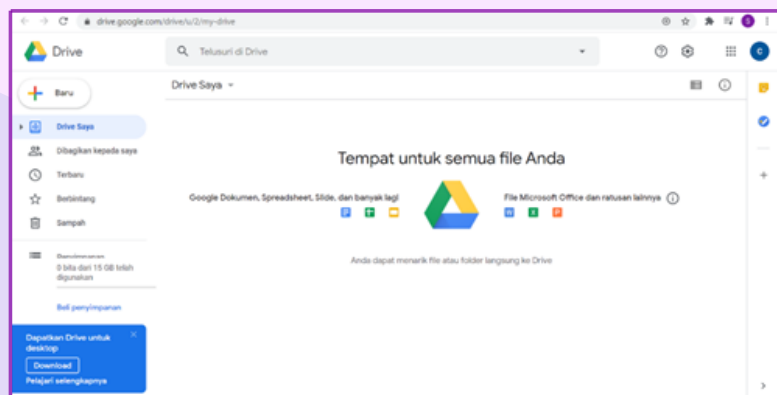 drive.google.com/drive/u/2/my-drive
S
Drive
Telusuri di Drive
C
Baru
Drive Saya
Drive Saya
Dibagikan kepada saya
Terbaru
Berbintang
Sampah
Tempat untuk semua file Anda
Google Dokumen, Spreadsheet, Slide, dan banyak lagi
File Microsoft Office dan ratusan lainnya
W X P
Anda dapat menarik file atau folder langsung ke Drive
Penyimpanan
0 bita dari 15 GB telah
digunakan
Beli penyimpanan
Dapatkan Drive untuk
desktop
Download
Pelajari selengkapnya